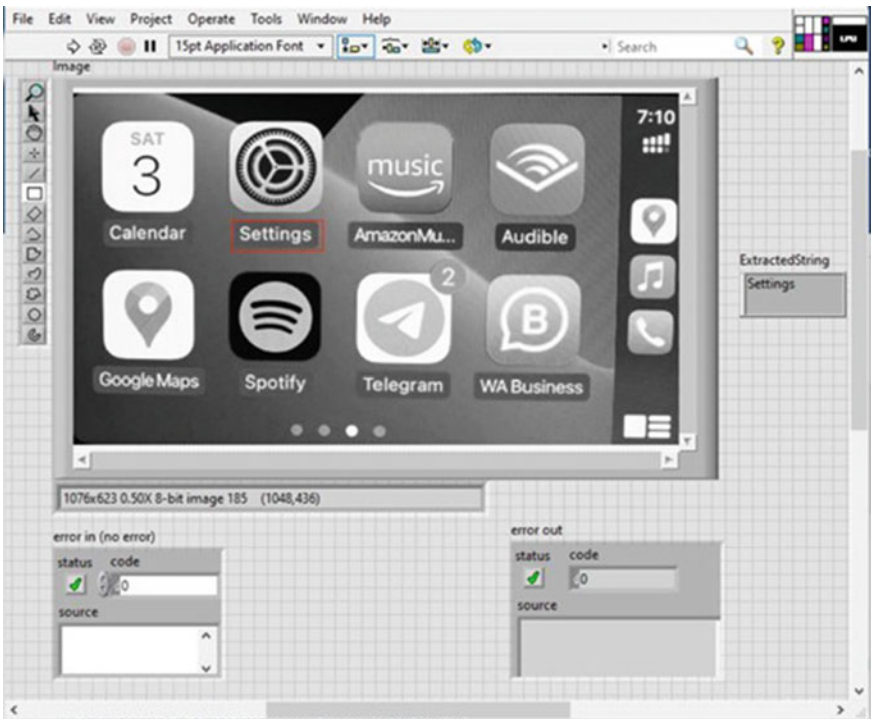 File Edit View Project Operate Tools Window Help
15pt Application Font
Search
Image
7:10
SAT
3
music
Calendar
Settings
AmazonMu...
Audible
ExtractedString
Settings
2
B
Google Maps
Spotify
Telegram
WA Business
1076x623 0.50X 8-bit image 185 (1048,436)
error in (no error)
status code
0
source
error out
status code
0
source